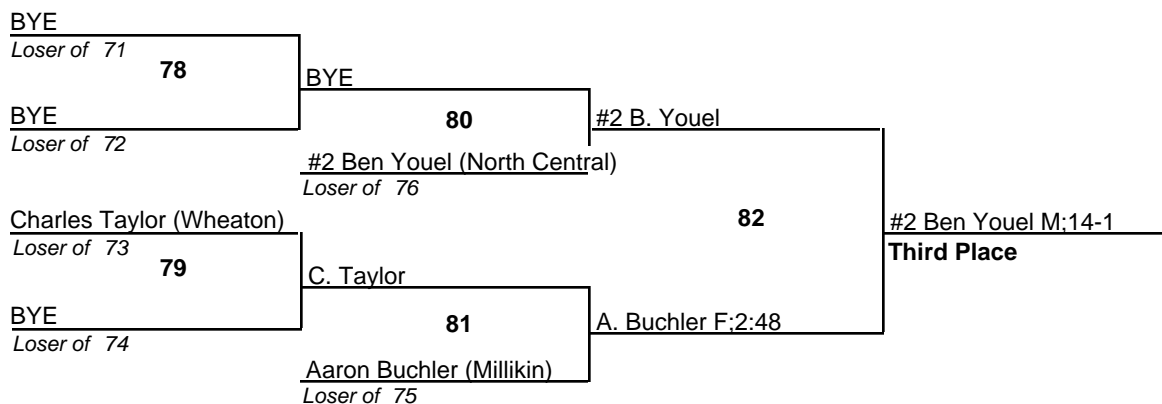 BYE
Loser of 71
78
BYE
BYE
Loser of 72
80
#2 B. Youel
#2 Ben Youel (North Central)
Loser of 76
82
#2 Ben Youel M;14-1
Third Place
Charles Taylor (Wheaton)
Loser of 73
79
C. Taylor
BYE
Loser of 74
81
A. Buchler F;2:48
Aaron Buchler (Millikin)
Loser of 75